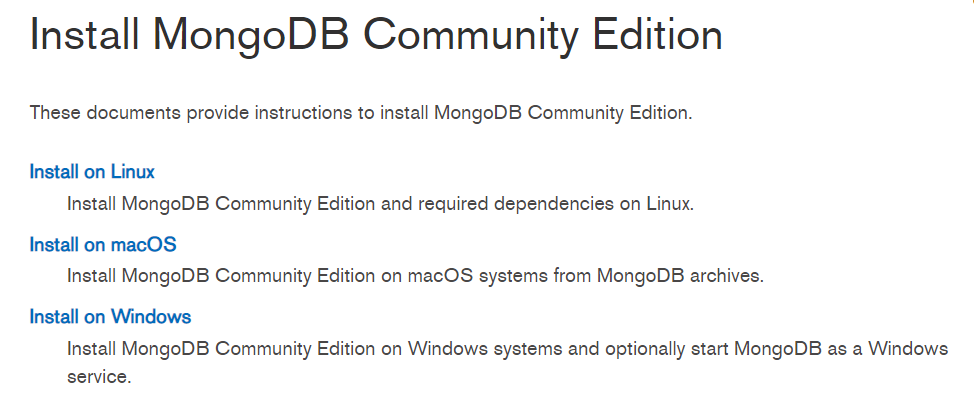 Install MongoDB Community Edition
These documents provide instructions to install MongoDB Community Edition.
Install on Linux
Install MongoDB Community Edition and required dependencies on Linux.
Install on macOS
Install MongoDB Community Edition on macOS systems from MongoDB archives.
Install on Windows
Install MongoDB Community Edition on Windows systems and optionally start MongoDB as a Windows
service.